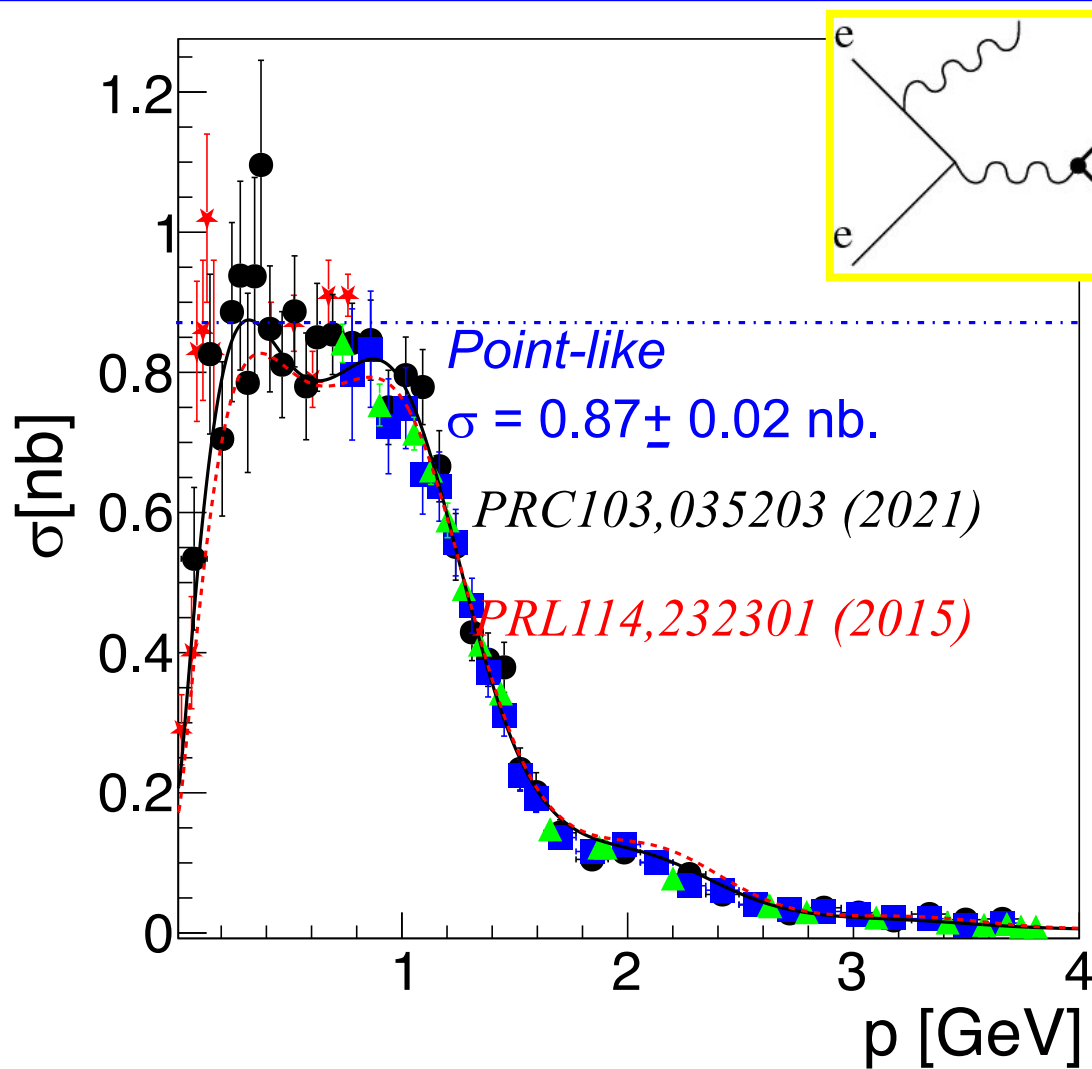 e
e
σ[nb]
1.2
1
0.8
0.6
0.4
0.2
0
Point-like
σ = 0.87± 0.02 nb.
PRC103,035203 (2021)
PRL114,232301 (2015)
1
2
3
4
p [GeV]